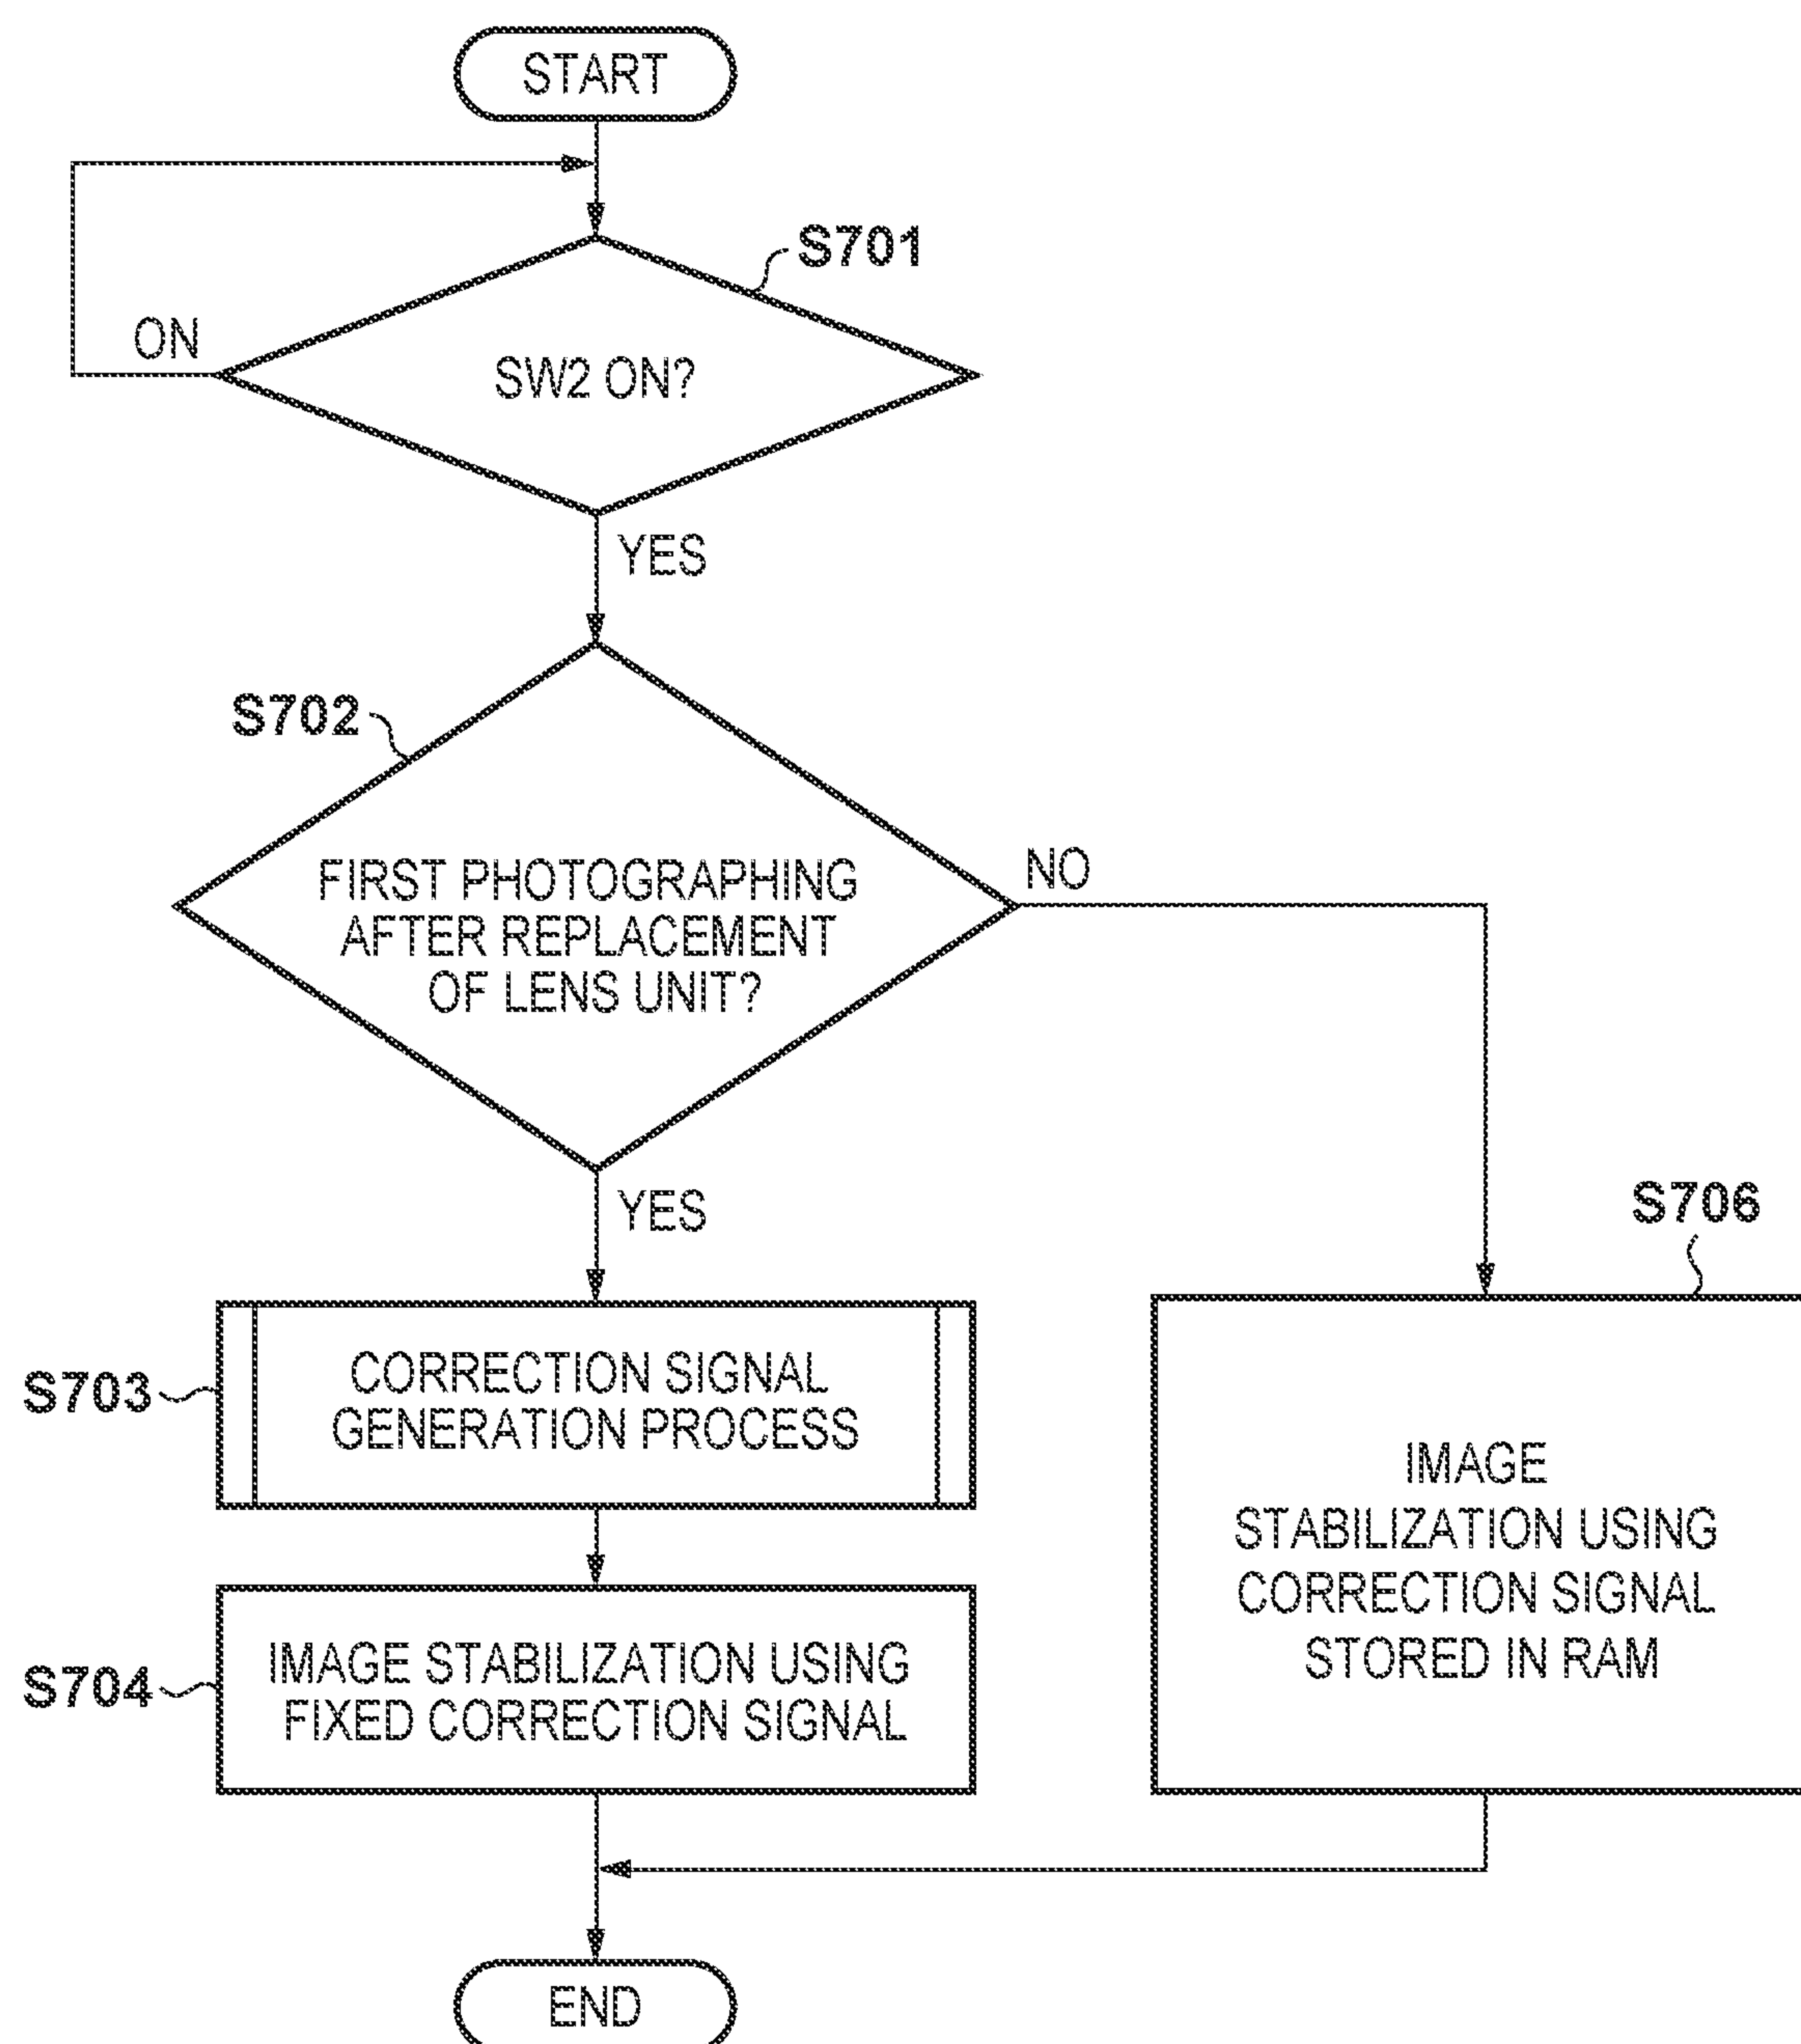 START
S701
ON
SW2 ON?
YES
S702
FIRST PHOTOGRAPHING
AFTER REPLACEMENT
OF LENS UNIT?
NO
YES
S706
S703
CORRECTION SIGNAL
GENERATION PROCESS
IMAGE
STABILIZATION USING
CORRECTION SIGNAL
STORED IN RAM
S704
IMAGE STABILIZATION USING
FIXED CORRECTION SIGNAL
END